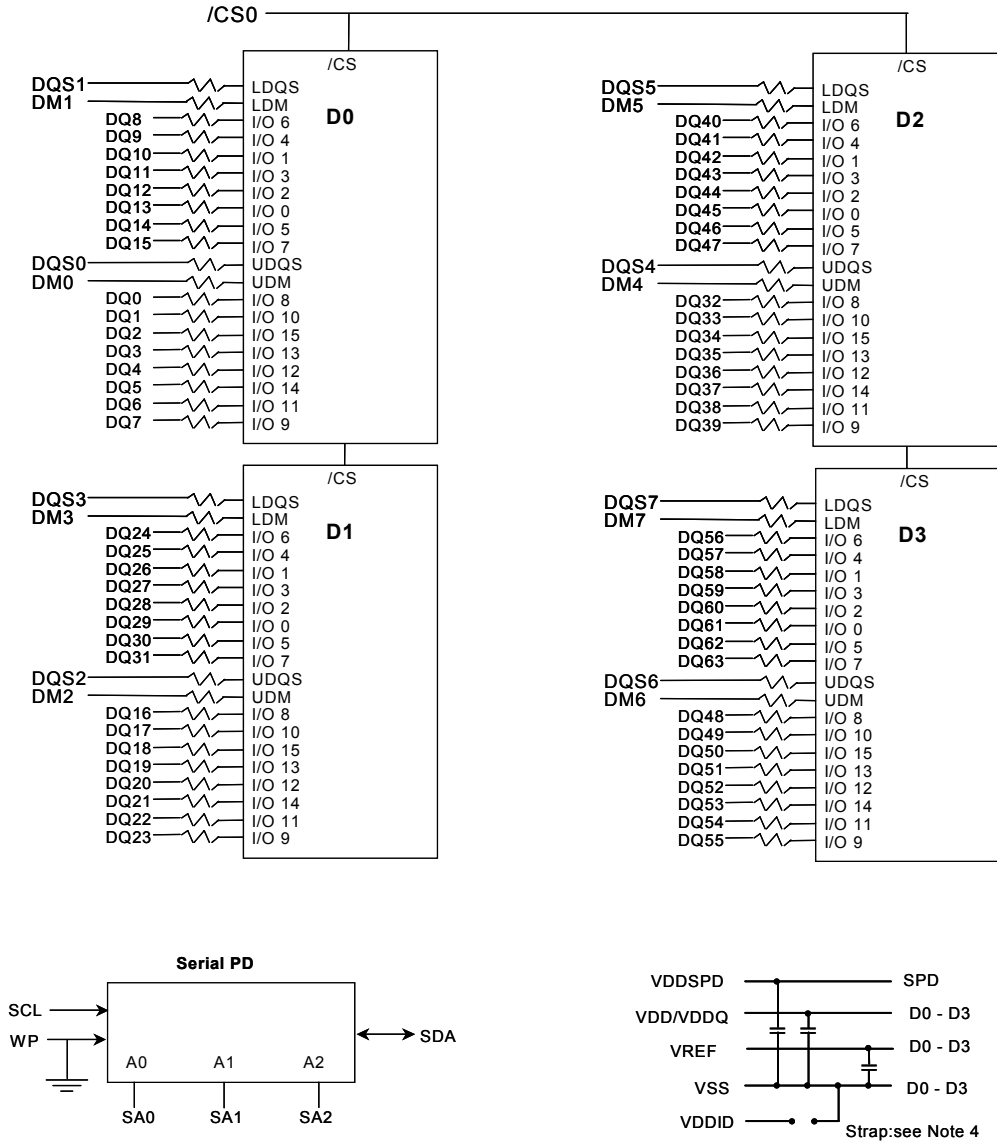 /CS0
/CS
DQS1 LDQS
DM1 LDM
D0
DQ8 I/O 6
DQ9 I/O 4
DQ10 I/O 1
DQ11 I/O 3
DQ12 I/O 2
DQ13 I/O 0
DQ14 I/O 5
DQ15 I/O 7
DQS0 UDQS
DM0 UDM
DQ0 I/O 8
DQ1 I/O 10
DQ2 I/O 15
DQ3 I/O 13
DQ4 I/O 12
DQ5 I/O 14
DQ6 I/O 11
DQ7 I/O 9
/CS
DQS3 LDQS
DM3 LDM
D1
DQ24 I/O 6
DQ25 I/O 4
DQ26 I/O 1
DQ27 I/O 3
DQ28 I/O 2
DQ29 I/O 0
DQ30 I/O 5
DQ31 I/O 7
DQS2 UDQS
DM2 UDM
DQ16 I/O 8
DQ17 I/O 10
DQ18 I/O 15
DQ19 I/O 13
DQ20 I/O 12
DQ21 I/O 14
DQ22 I/O 11
DQ23 I/O 9
/CS
DQS5 LDQS
DM5 LDM
D2
DQ40 I/O 6
DQ41 I/O 4
DQ42 I/O 1
DQ43 I/O 3
DQ44 I/O 2
DQ45 I/O 0
DQ46 I/O 5
DQ47 I/O 7
DQS4 UDQS
DM4 UDM
DQ32 I/O 8
DQ33 I/O 10
DQ34 I/O 15
DQ35 I/O 13
DQ36 I/O 12
DQ37 I/O 14
DQ38 I/O 11
DQ39 I/O 9
/CS
DQS7 LDQS
DM7 LDM
D3
DQ56 I/O 6
DQ57 I/O 4
DQ58 I/O 1
DQ59 I/O 3
DQ60 I/O 2
DQ61 I/O 0
DQ62 I/O 5
DQ63 I/O 7
DQS6 UDQS
DM6 UDM
DQ48 I/O 8
DQ49 I/O 10
DQ50 I/O 15
DQ51 I/O 13
DQ52 I/O 12
DQ53 I/O 14
DQ54 I/O 11
DQ55 I/O 9
Serial PD
SCL
WP
SDA
A0 A1 A2
SA0 SA1 SA2
VDDSPD SPD
VDD/VDDQ D0 - D3
VREF D0 - D3
VSS D0 - D3
VDDID Strap:see Note 4